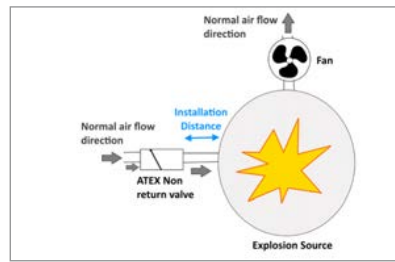 Normal air flow
direction
Fan
Installation
Distance
Normal air flow
direction
ATEX Non
return valve
Explosion Source